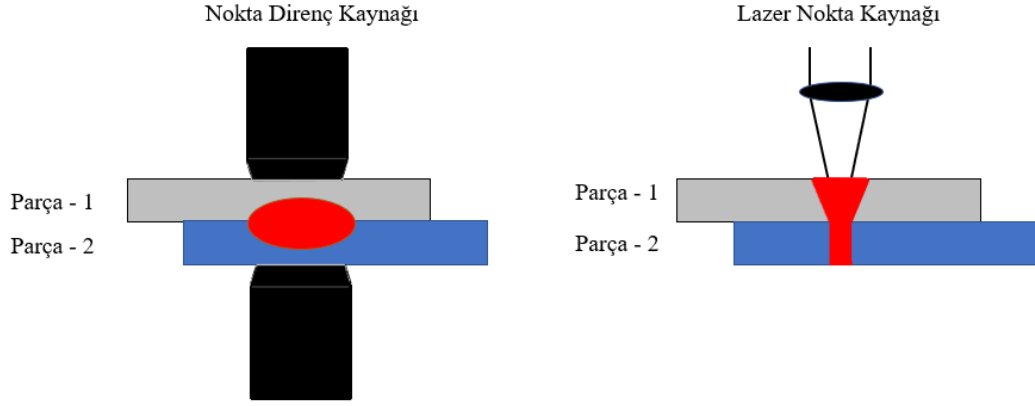 Nokta Direnç Kaynağı
Parça - 1
Parça - 2
Lazer Nokta Kaynağı
Parça - 1
Parça - 2